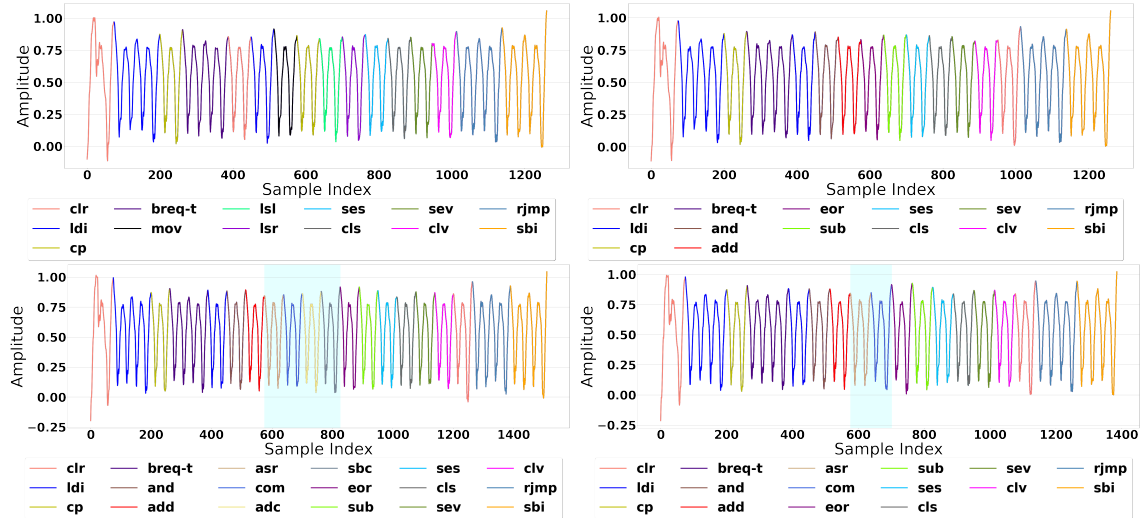 Amplitude
1.00
0.75
0.50
0.25
0.00
0 200 400 600 800 1000 1200
Sample Index
clr breq-t lsl ses sev rjmp
ldi mov lsr cls clv sbi
cp
Amplitude
1.00
0.75
0.50
0.25
0.00
0 200 400 600 800 1000 1200
Sample Index
clr breq-t eor ses sev rjmp
ldi and sub cls clv sbi
cp add
Amplitude
1.00
0.75
0.50
0.25
0.00
−0.25
0 200 400 600 800 1000 1200 1400
Sample Index
clr breq-t asr sbc ses clv
ldi and com eor cls rjmp
cp add adc sub sev sbi
Amplitude
1.00
0.75
0.50
0.25
0.00
-0.25
0 200 400 600 800 1000 1200 1400
Sample Index
clr breq-t asr sub sev rjmp
ldi and com ses clv sbi
cp add eor cls